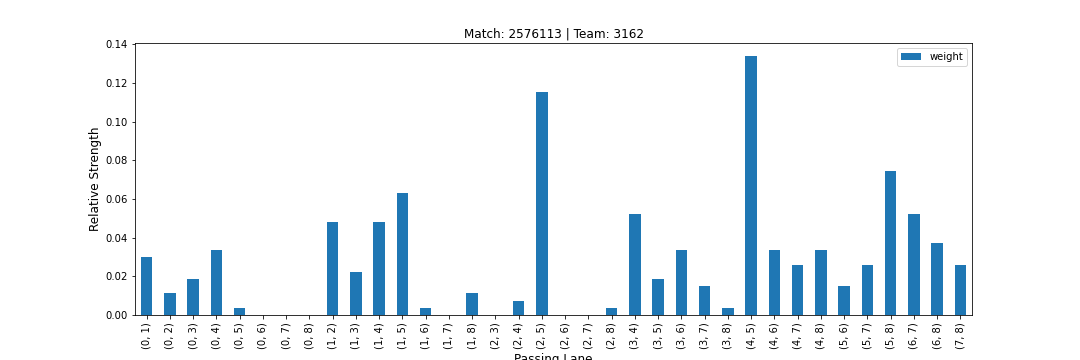 Match: 2576113 | Team: 3162
weight
Relative Strength
0.14
0.12
0.10
0.08
0.06
0.04
0.02
0.00
(0, 1) (0, 2) (0, 3) (0, 4) (0, 5) (0, 6) (0, 7) (0, 8) (1, 2) (1, 3) (1, 4) (1, 5) (1, 6) (1, 7) (1, 8) (2, 3) (2, 4) (2, 5) (2, 6) (2, 7) (2, 8) (3, 4) (3, 5) (3, 6) (3, 7) (3, 8) (4, 5) (4, 6) (4, 7) (4, 8) (5, 6) (5, 7) (5, 8) (6, 7) (6, 8) (7, 8)
Passing Lane